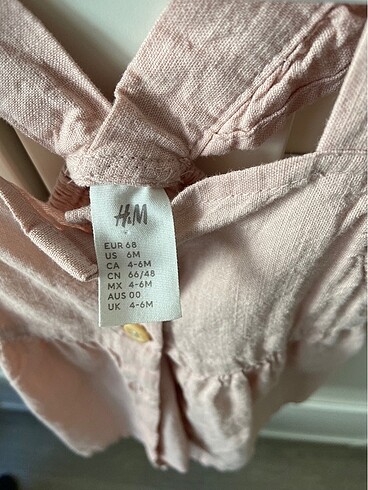 H&M
EUR 68
US 6M
CA 4-6M
CN 66/48
MX 4-6M
AUS 00
UK 4-6M